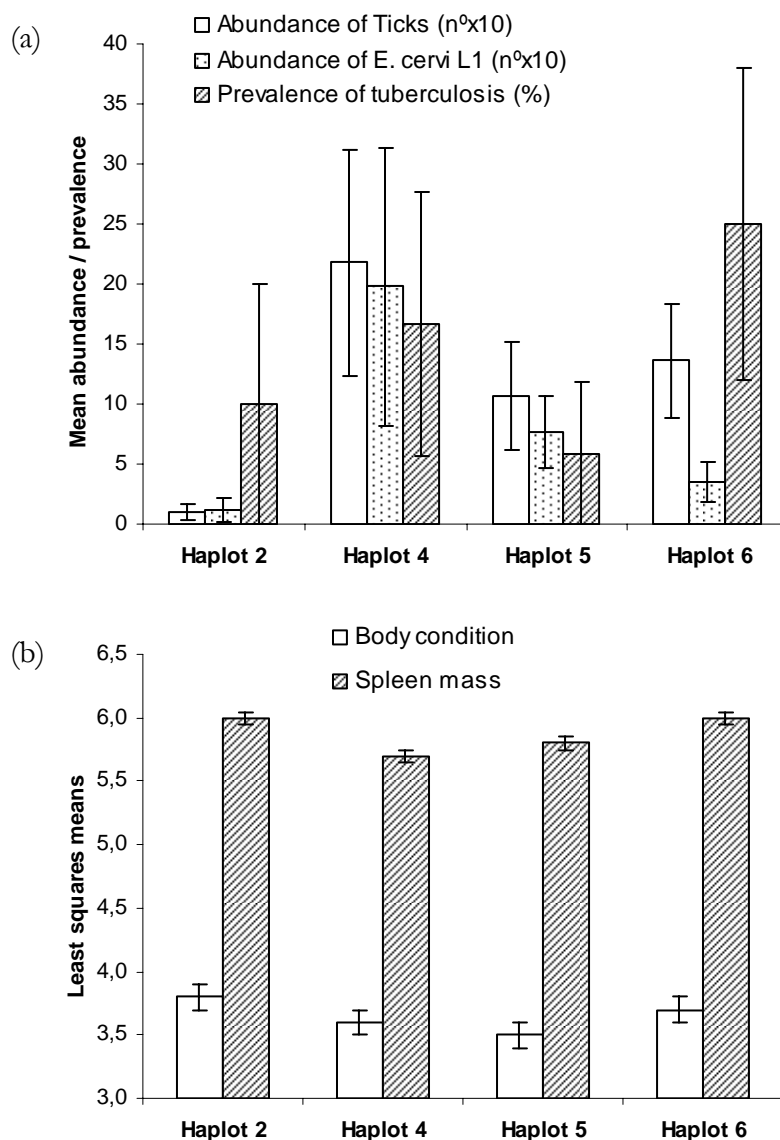 (a)
Abundance of Ticks (nºx10)
Abundance of E. cervi L1 (nºx10)
Prevalence of tuberculosis (%)
Mean abundance / prevalence
40
35
30
25
20
15
10
5
0
Haplot 2 Haplot 4 Haplot 5 Haplot 6
(b)
Body condition
Spleen mass
Least squares means
6,5
6,0
5,5
5,0
4,5
4,0
3,5
3,0
Haplot 2 Haplot 4 Haplot 5 Haplot 6